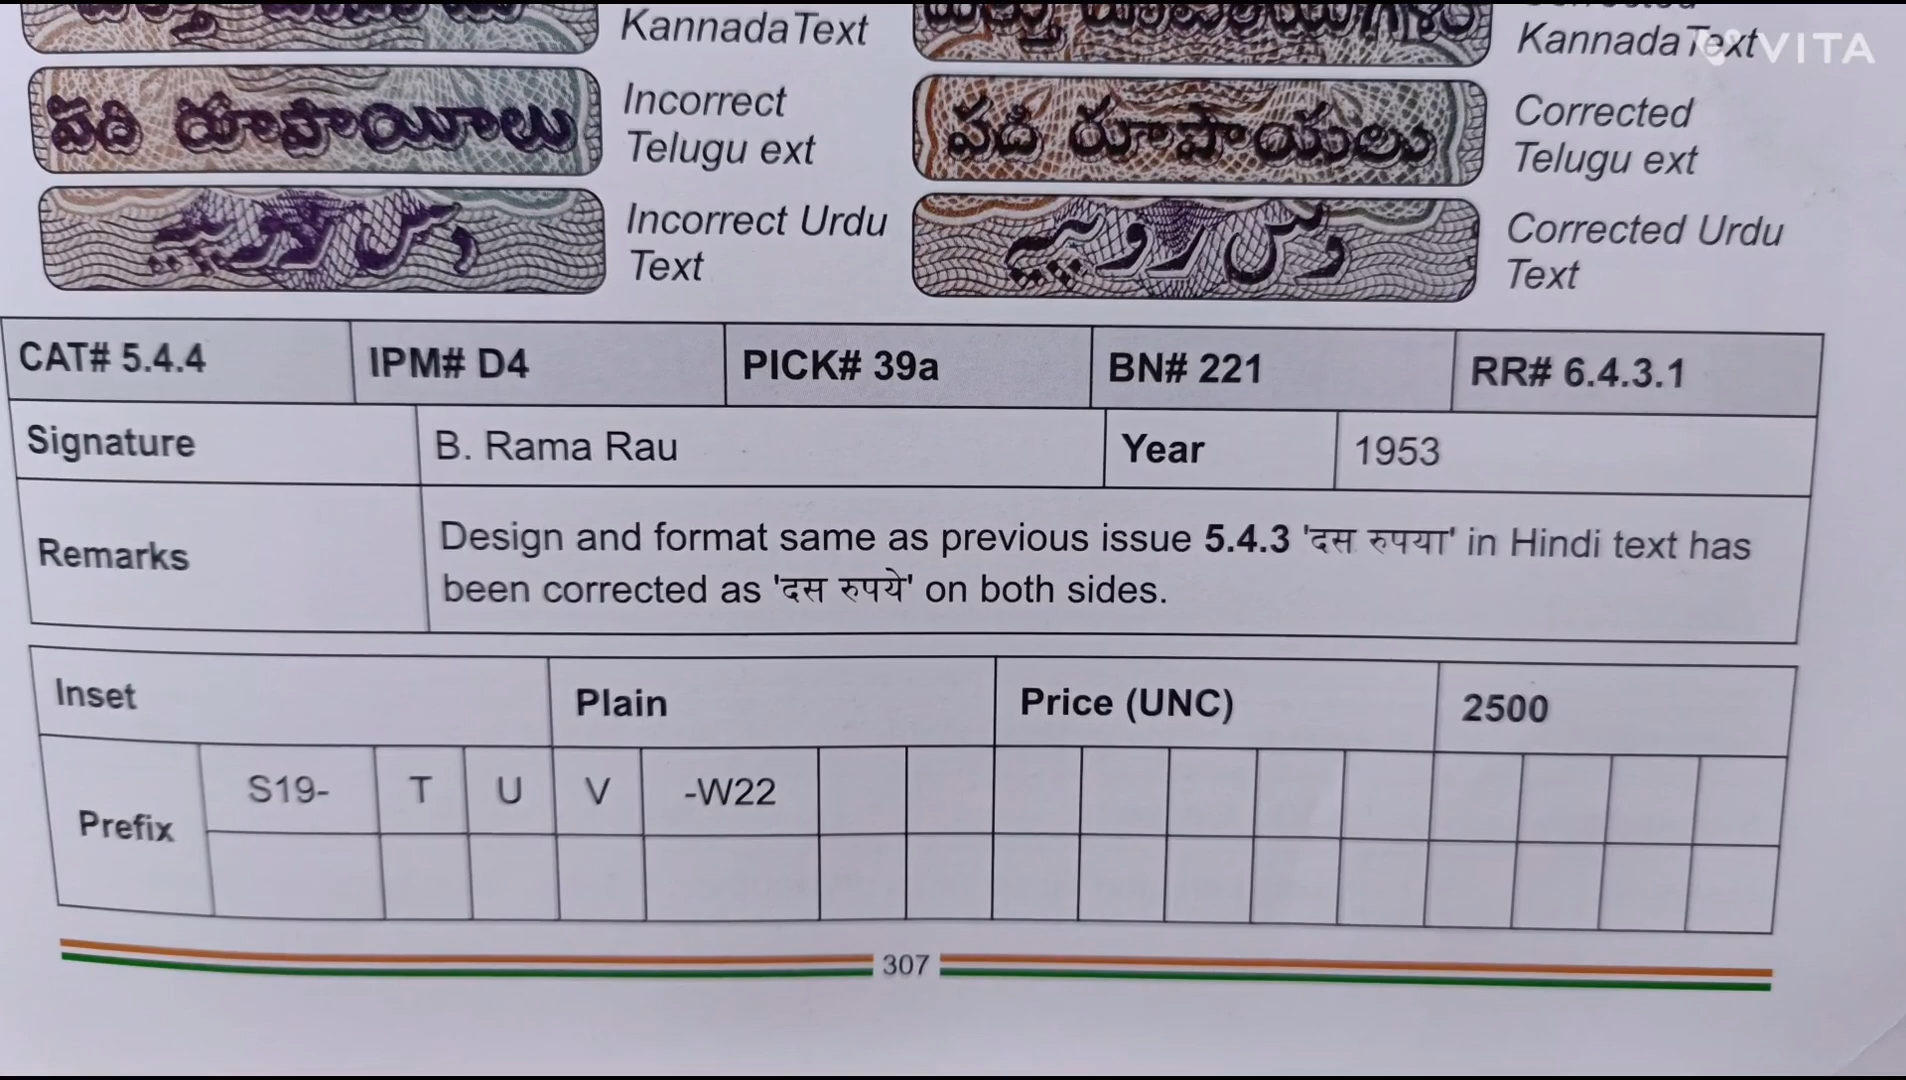 Kannada Text
Corrected
Kannada Text
VITA
పది రూపాయీలు
Incorrect
Telugu ext
పది రూపాయలు
Corrected
Telugu ext
Incorrect Urdu
Text
دس روپیے
Corrected Urdu
Text
CAT# 5.4.4 IPM# D4 PICK# 39a BN# 221 RR# 6.4.3.1
Signature B. Rama Rau Year 1953
Remarks
Design and format same as previous issue 5.4.3 'दस रुपया' in Hindi text has
been corrected as 'दस रुपये' on both sides.
Inset Plain Price (UNC) 2500
Prefix S19- T U V -W22
307